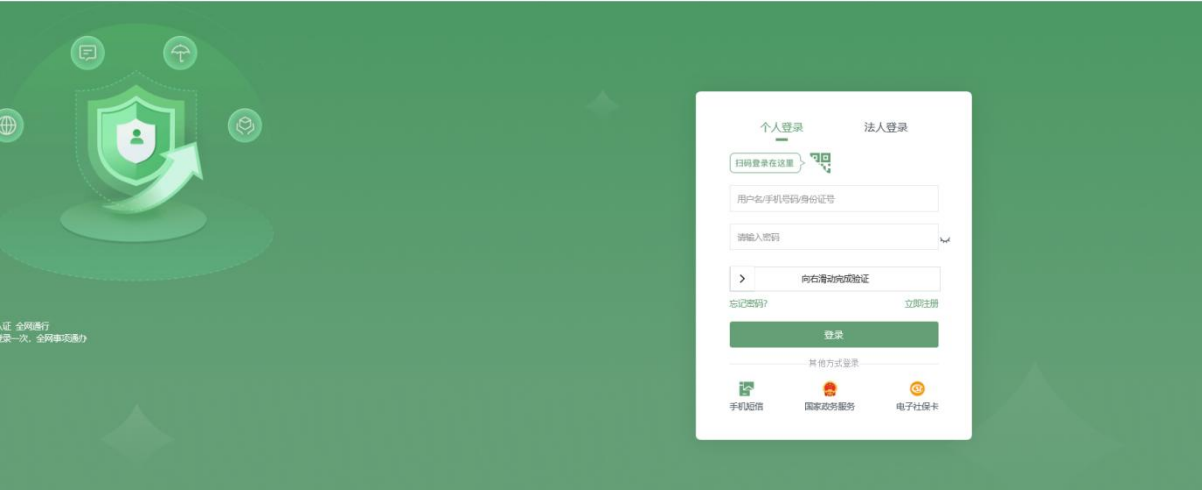 个人登录
法人登录
扫码登录在这里
用户名/手机号码/身份证号
请输入密码
向右滑动完成验证
忘记密码?
立即注册
登录
其他方式登录
手机短信
国家政务服务
电子社保卡
认证 全网通行
登录一次, 全网事项通办